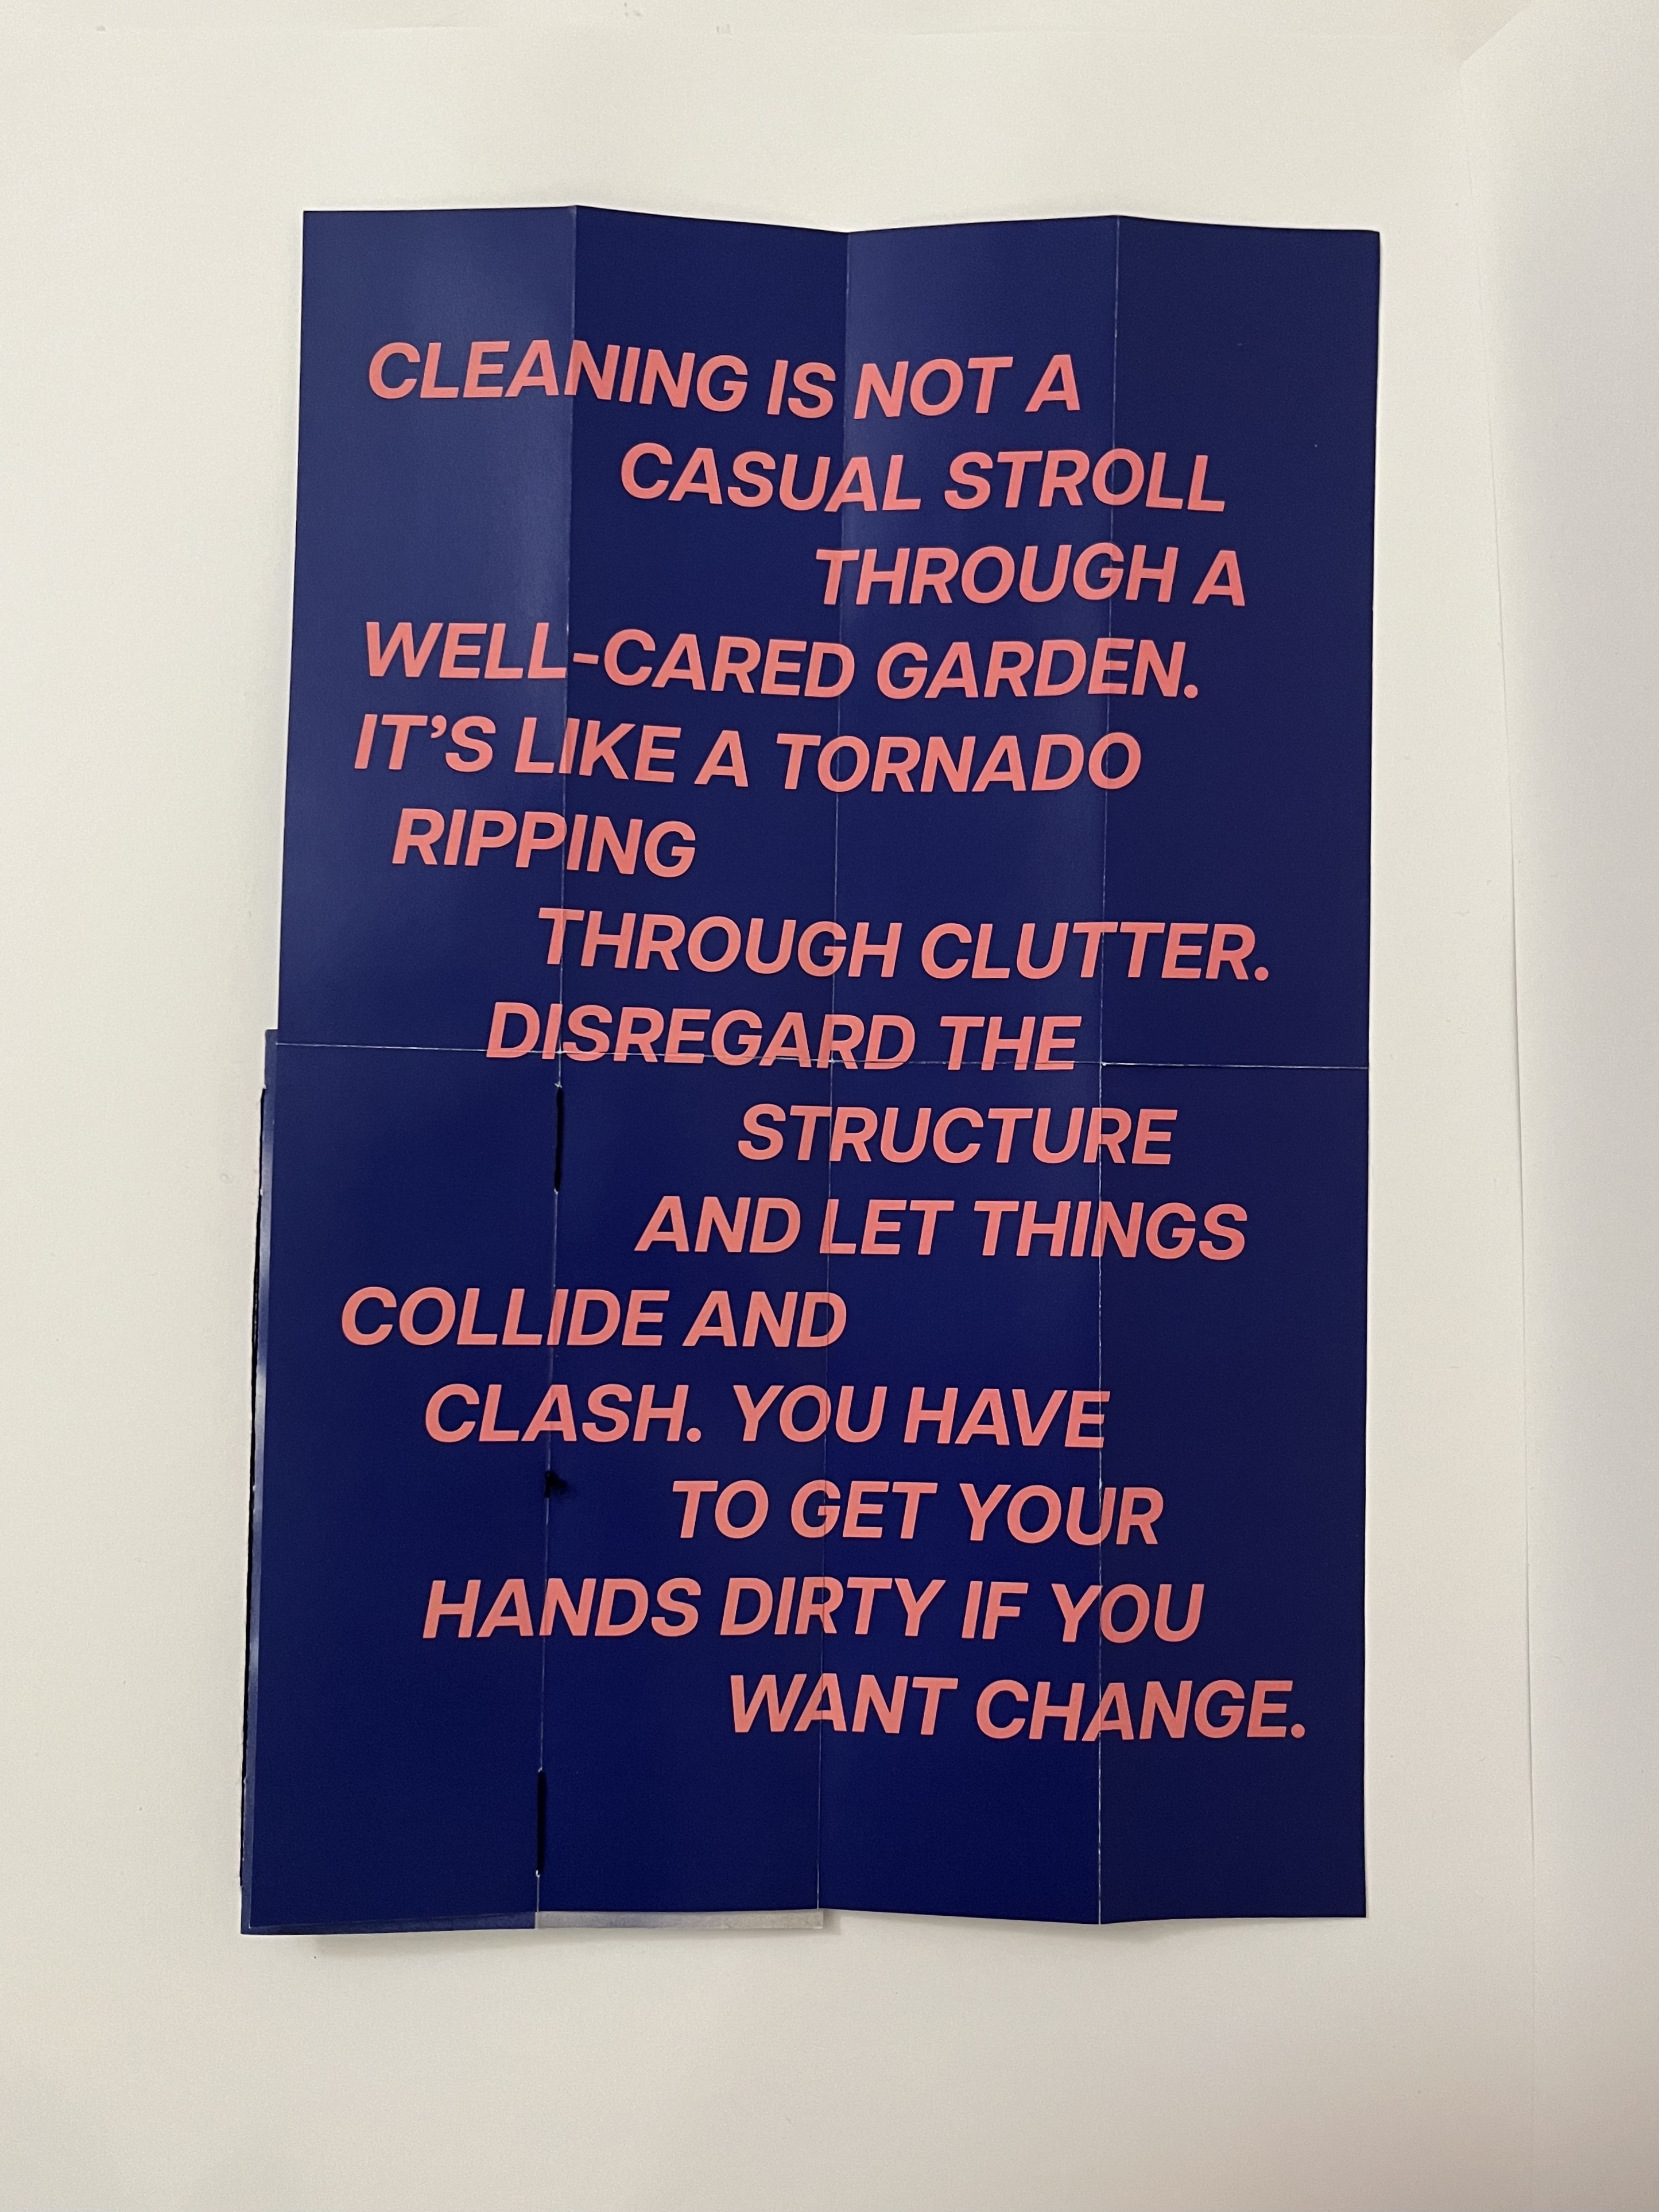 CLEANING IS NOT A
CASUAL STROLL
THROUGH A
WELL-CARED GARDEN.
IT’S LIKE A TORNADO
RIPPING
THROUGH CLUTTER.
DISREGARD THE
STRUCTURE
AND LET THINGS
COLLIDE AND
CLASH. YOU HAVE
TO GET YOUR
HANDS DIRTY IF YOU
WANT CHANGE.